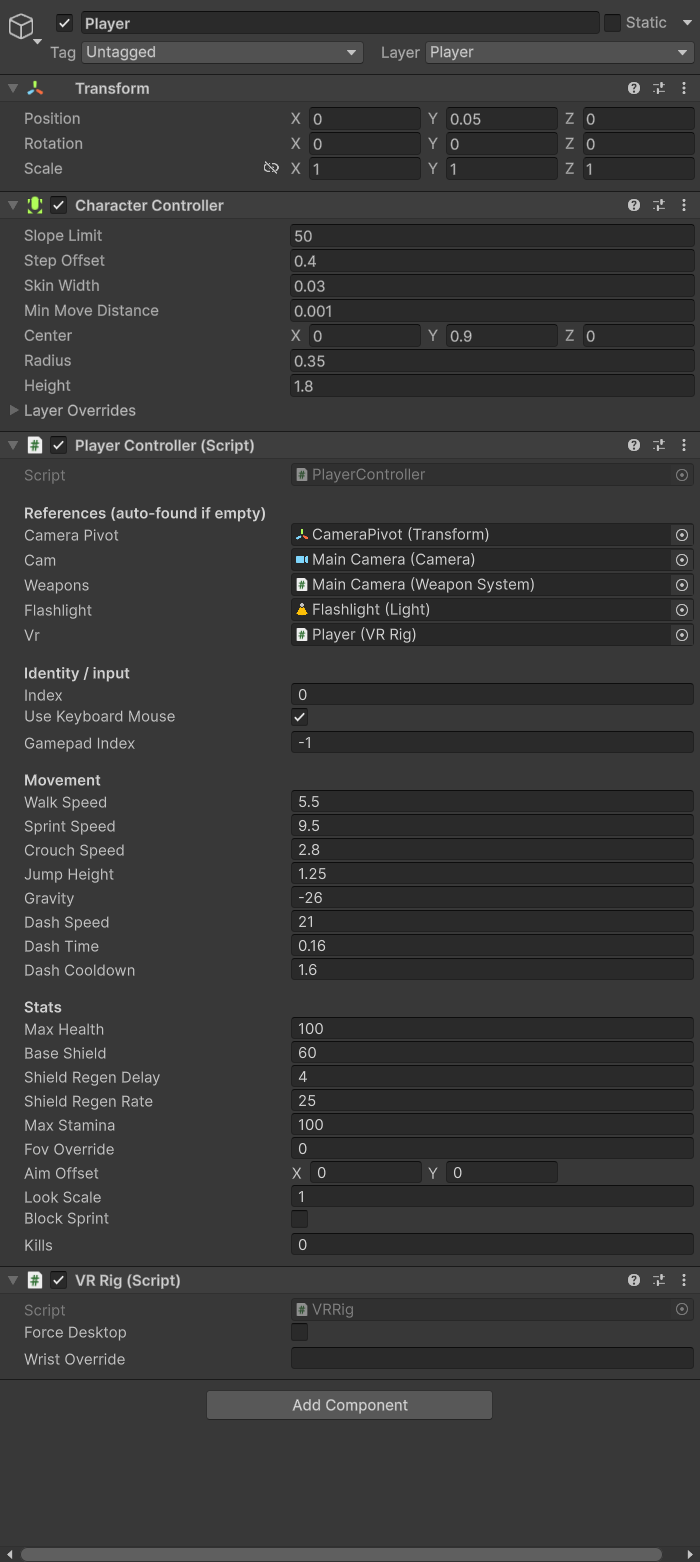 Player Static
Tag Untagged Layer Player
Transform
Position X 0 Y 0.05 Z 0
Rotation X 0 Y 0 Z 0
Scale X 1 Y 1 Z 1
Character Controller
Slope Limit 50
Step Offset 0.4
Skin Width 0.03
Min Move Distance 0.001
Center X 0 Y 0.9 Z 0
Radius 0.35
Height 1.8
Layer Overrides
# Player Controller (Script)
Script # PlayerController
References (auto-found if empty)
Camera Pivot CameraPivot (Transform)
Cam Main Camera (Camera)
Weapons # Main Camera (Weapon System)
Flashlight Flashlight (Light)
Vr # Player (VR Rig)
Identity / input
Index 0
Use Keyboard Mouse
Gamepad Index -1
Movement
Walk Speed 5.5
Sprint Speed 9.5
Crouch Speed 2.8
Jump Height 1.25
Gravity -26
Dash Speed 21
Dash Time 0.16
Dash Cooldown 1.6
Stats
Max Health 100
Base Shield 60
Shield Regen Delay 4
Shield Regen Rate 25
Max Stamina 100
Fov Override 0
Aim Offset X 0 Y 0
Look Scale 1
Block Sprint
Kills 0
# VR Rig (Script)
Script # VRRig
Force Desktop
Wrist Override
Add Component